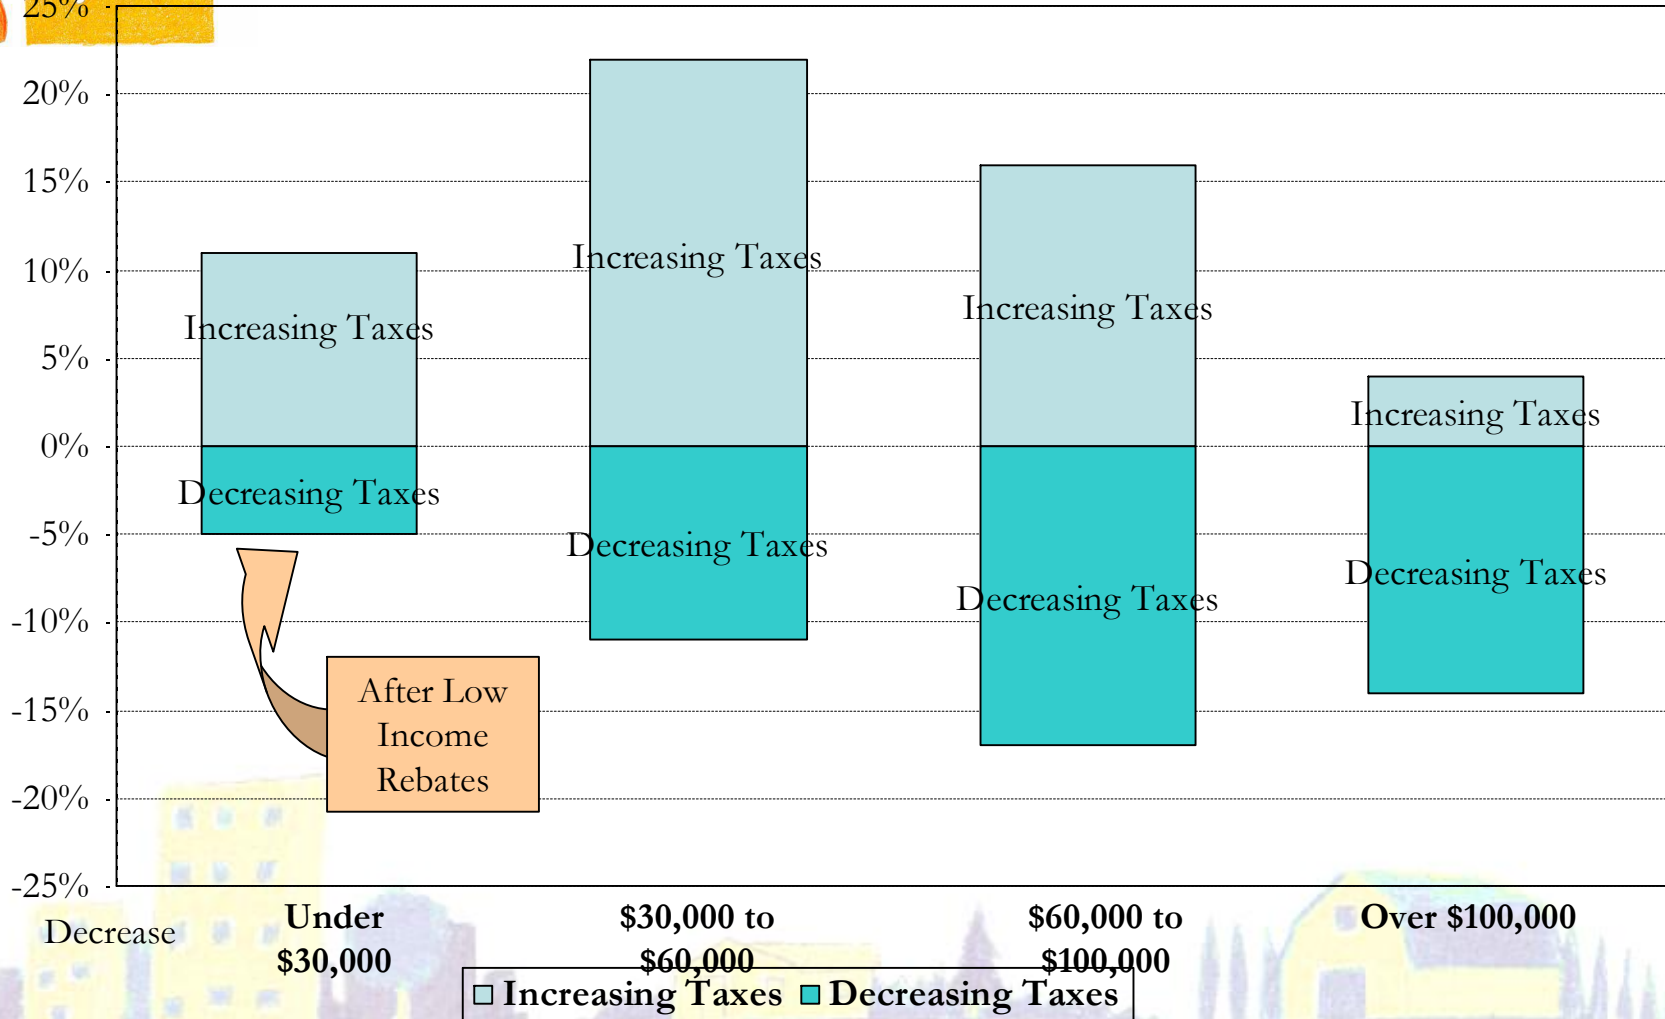 25%
20%
15%
10%
5%
0%
-5%
-10%
-15%
-20%
-25%
Increasing Taxes
Increasing Taxes
Increasing Taxes
Increasing Taxes
Decreasing Taxes
Decreasing Taxes
Decreasing Taxes
Decreasing Taxes
After Low
Income
Rebates
Decrease
Under
$30,000
$30,000 to
$60,000
$60,000 to
$100,000
Over $100,000
Increasing Taxes Decreasing Taxes